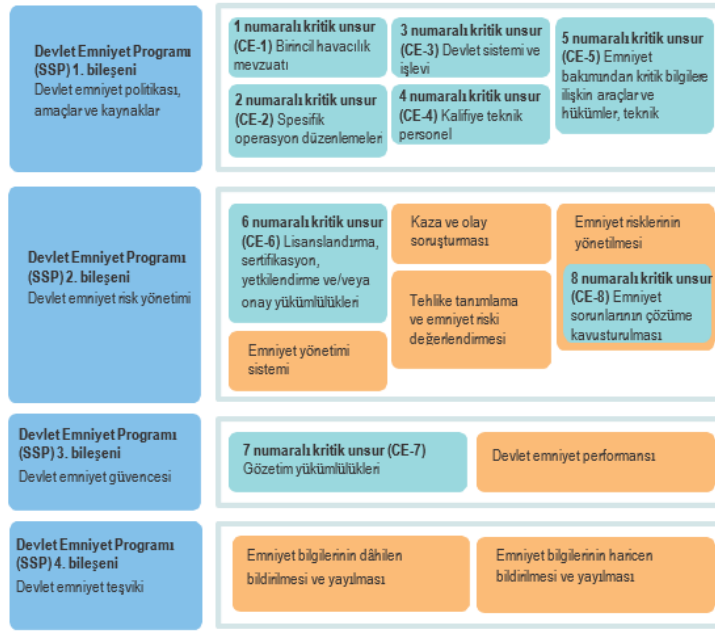 Devlet Emniyet Programı
(SSP) 1. bileşeni
Devlet emniyet politikası,
amaçlar ve kaynaklar
1 numaralı kritik unsur
(CE-1) Birincil havacılık
mevzuatı
2 numaralı kritik unsur
(CE-2) Spesifik
operasyon düzenlemeleri
3 numaralı kritik unsur
(CE-3) Devlet sistemi ve
işlevi
4 numaralı kritik unsur
(CE-4) Kalifiye teknik
personel
5 numaralı kritik unsur
(CE-5) Emniyet
bakımından kritik bilgilere
ilişkin araçlar ve
hükümler, teknik
Devlet Emniyet Programı
(SSP) 2. bileşeni
Devlet emniyet risk yönetimi
6 numaralı kritik unsur
(CE-6) Lisanslandırma,
sertifikasyon,
yetkilendirme ve/veya
onay yükümlülükleri
Emniyet yönetimi
sistemi
Kaza ve olay
soruşturması
Tehlike tanımlama
ve emniyet riski
değerlendirmesi
Emniyet risklerinin
yönetilmesi
8 numaralı kritik unsur
(CE-8) Emniyet
sorunlarının çözüme
kavusturulması
Devlet Emniyet Programı
(SSP) 3. bileşeni
Devlet emniyet güvencesi
7 numaralı kritik unsur (CE-7)
Gözetim yükümlülükleri
Devlet emniyet performansı
Devlet Emniyet Programı
(SSP) 4. bileşeni
Devlet emniyet teşviki
Emniyet bilgilerinin dâhilen
bildirilmesi ve yayılması
Emniyet bilgilerinin haricen
bildirilmesi ve yayılması